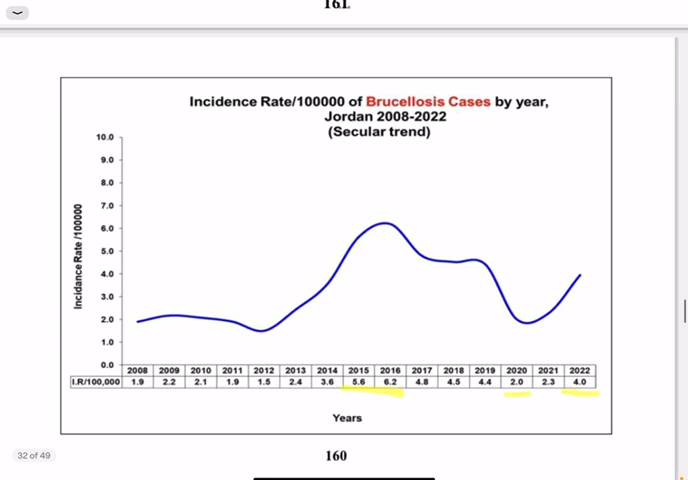 161
Incidence Rate/100000 of Brucellosis Cases by year,
Jordan 2008-2022
(Secular trend)
Incidance Rate /100000
10.0
9.0
8.0
7.0
6.0
5.0
4.0
3.0
2.0
1.0
0.0
2008 2009 2010 2011 2012 2013 2014 2015 2016 2017 2018 2019 2020 2021 2022
I.R/100,000 1.9 2.2 2.1 1.9 1.5 2.4 3.6 5.6 6.2 4.8 4.5 4.4 2.0 2.3 4.0
Years
32 of 49
160